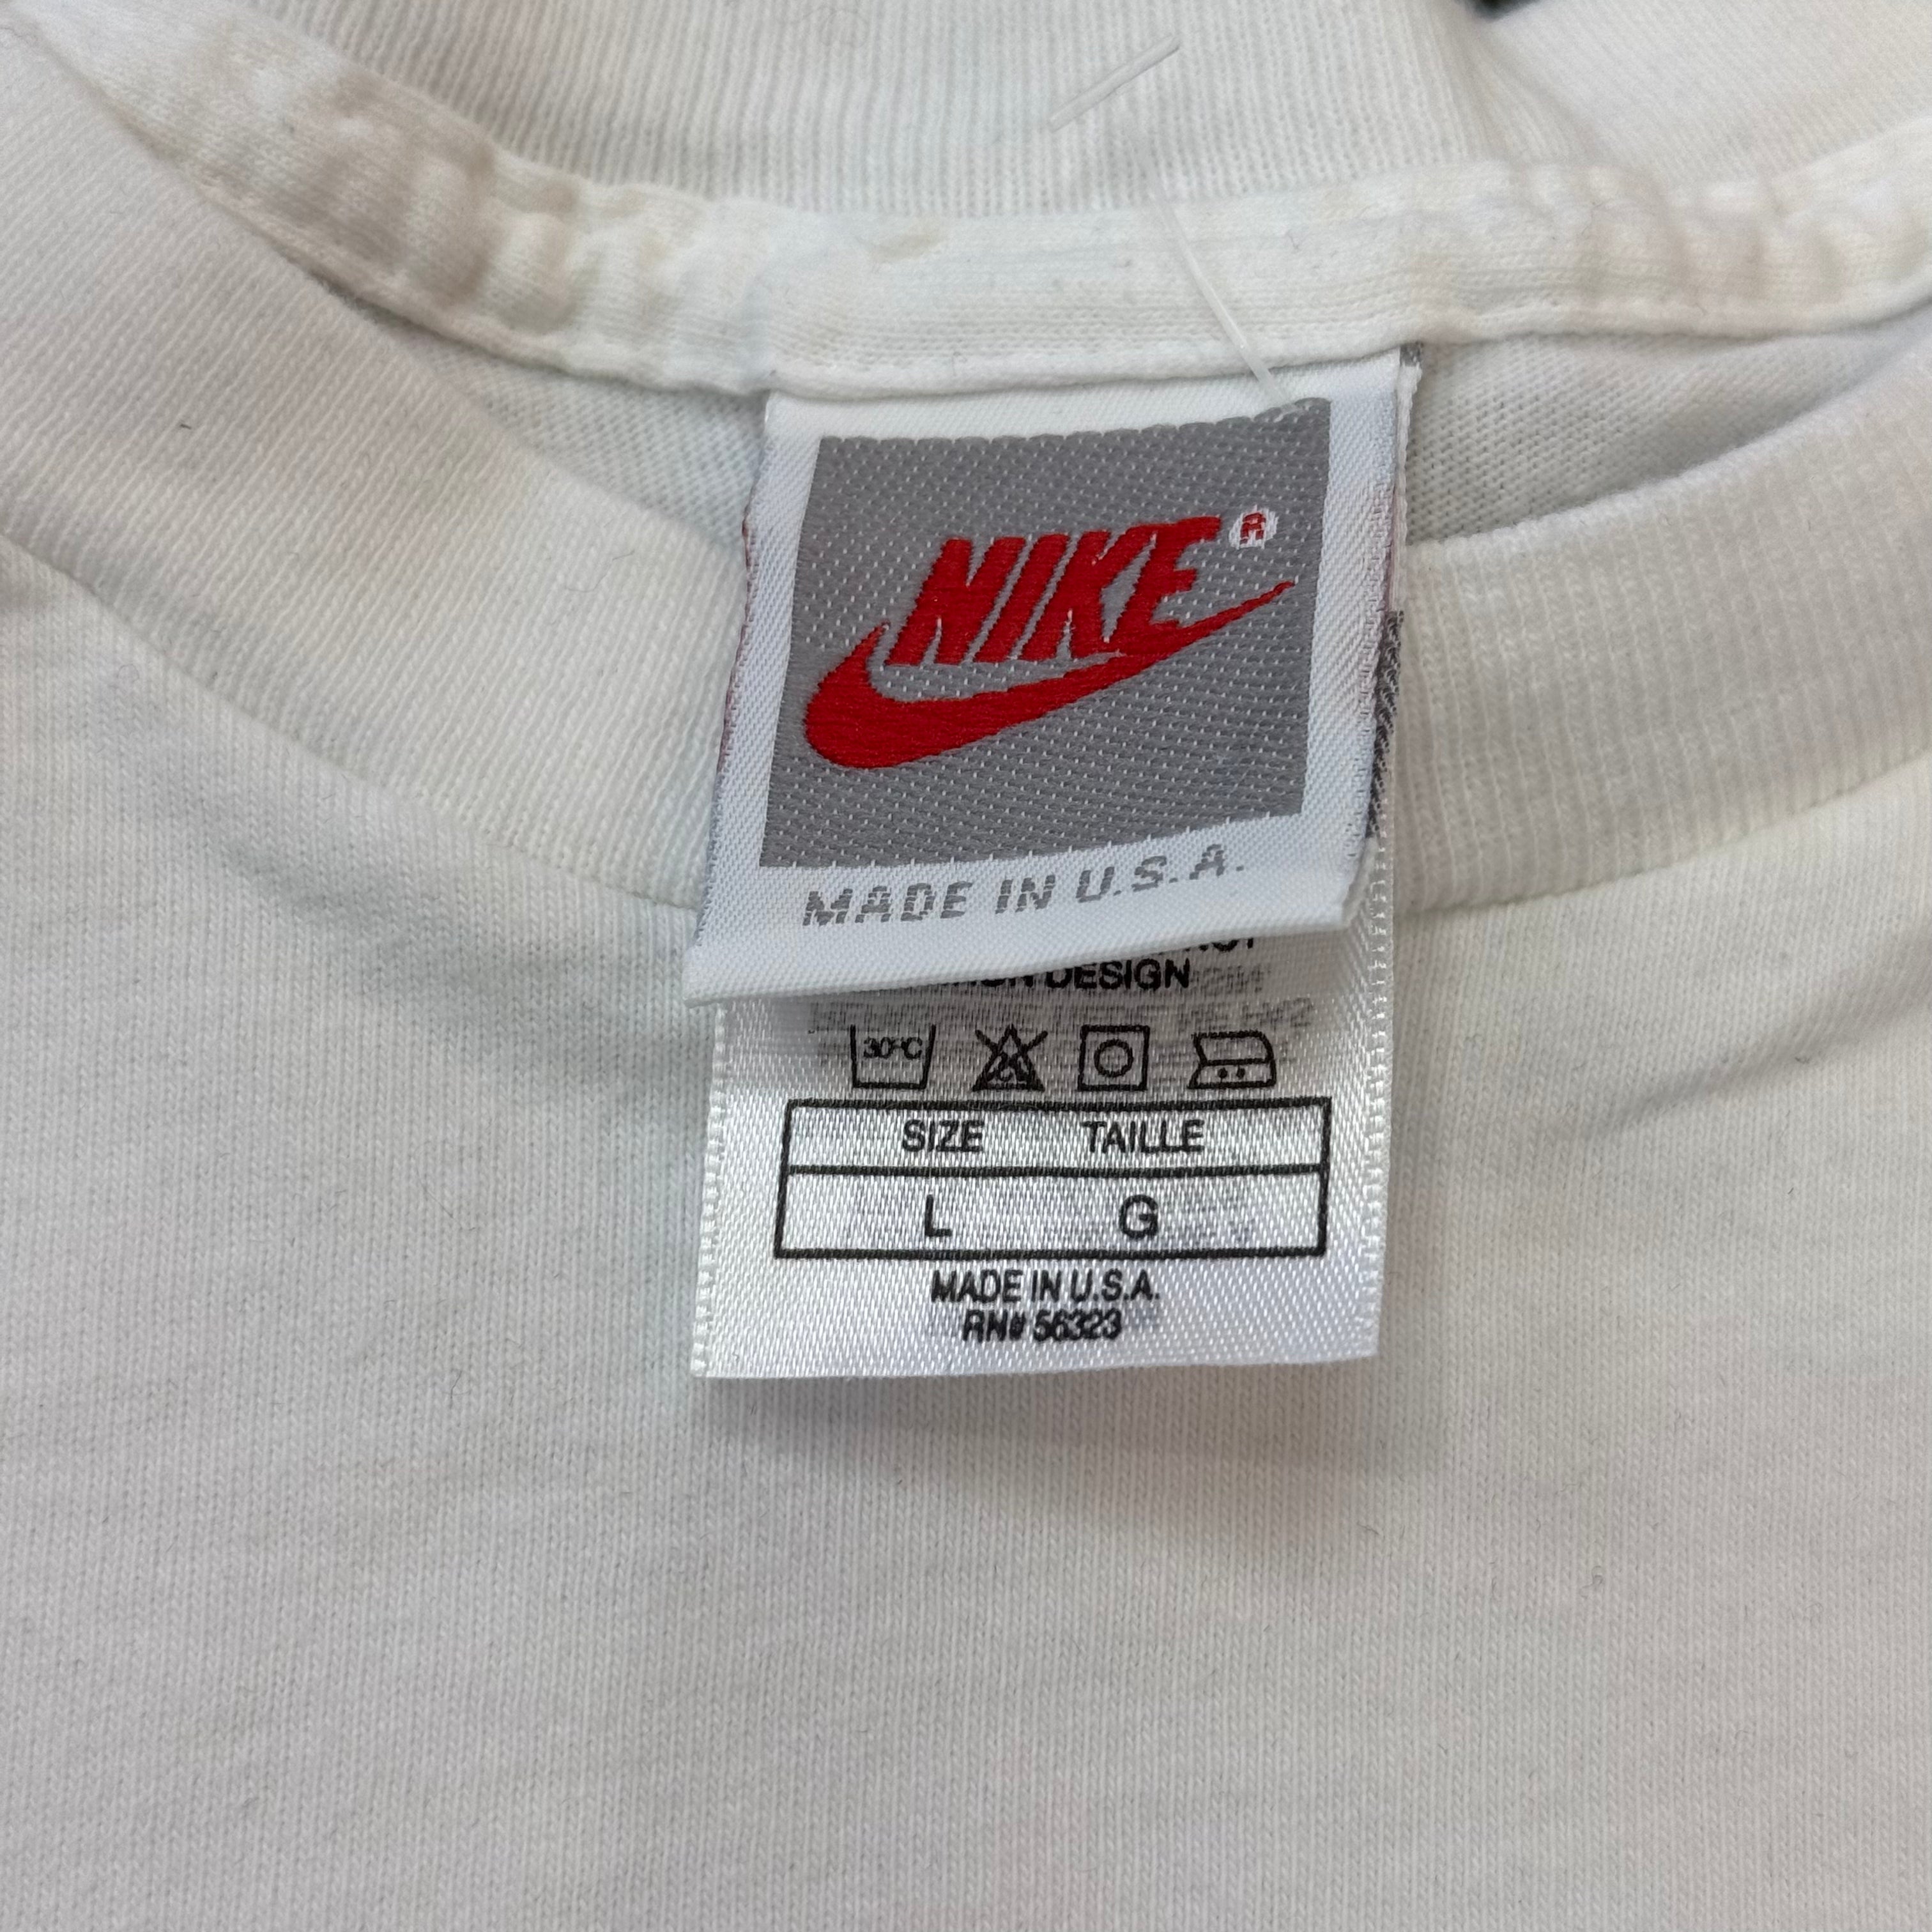 NIKE®
MADE IN U.S.A.
DESIGN
30°C
SIZE TAILLE
L G
MADE IN U.S.A.
RN# 56323